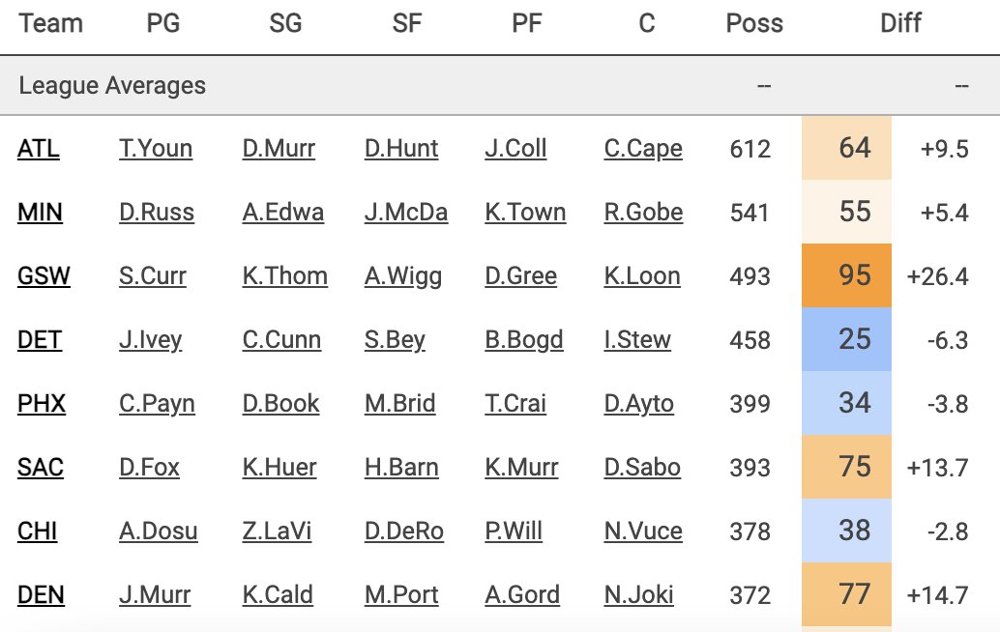 Team PG SG SF PF C Poss Diff
League Averages -- --
ATL T.Youn D.Murr D.Hunt J.Coll C.Cape 612 64 +9.5
MIN D.Russ A.Edwa J.McDa K.Town R.Gobe 541 55 +5.4
GSW S.Curr K.Thom A.Wigg D.Gree K.Loon 493 95 +26.4
DET J.Ivey C.Cunn S.Bey B.Bogd I.Stew 458 25 -6.3
PHX C.Payn D.Book M.Brid T.Crai D.Ayto 399 34 -3.8
SAC D.Fox K.Huer H.Barn K.Murr D.Sabo 393 75 +13.7
CHI A.Dosu Z.LaVi D.DeRo P.Will N.Vuce 378 38 -2.8
DEN J.Murr K.Cald M.Port A.Gord N.Joki 372 77 +14.7